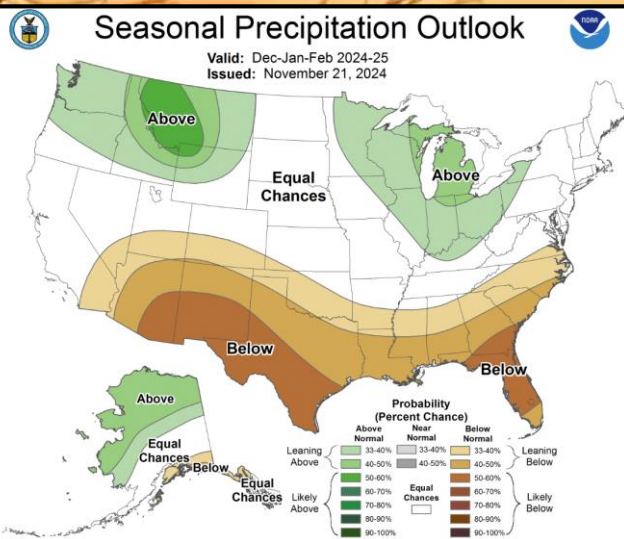 Seasonal Precipitation Outlook
NOAA
Valid: Dec-Jan-Feb 2024-25
Issued: November 21, 2024
Above
Equal
Chances
Above
Below
Below
Above
Equal
Chances
Below
Equal
Chances
Probability
(Percent Chance)
Above
Normal
Near
Normal
Below
Normal
Leaning
Above
33-40%
40-50%
33-40%
40-50%
33-40%
40-50%
Leaning
Below
Likely
Above
50-60%
60-70%
70-80%
80-90%
90-100%
Equal
Chances
50-60%
60-70%
70-80%
80-90%
90-100%
Likely
Below